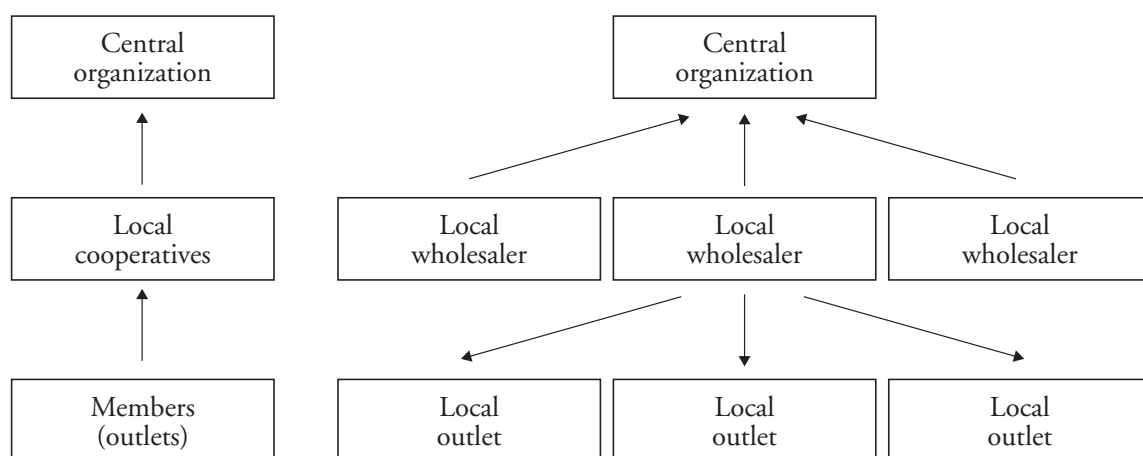 Central
organization
Central
organization
Local
cooperatives
Local
wholesaler
Local
wholesaler
Local
wholesaler
Members
(outlets)
Local
outlet
Local
outlet
Local
outlet